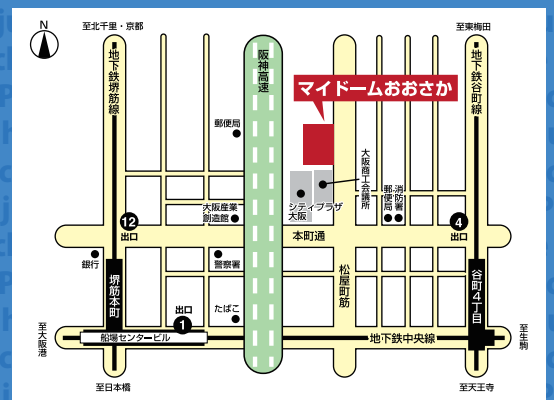 N
至北千里・京都
至東梅田
地下鉄堺筋線
阪神高速
地下鉄谷町線
マイドームおおさか
郵便局
大阪商工会議所
郵便局
消防署
シティプラザ
大阪
大阪産業
創造館
12
出口
4
出口
本町通
銀行
警察署
堺筋本町
松屋町筋
谷町4丁目
出口
1
たばこ
至大阪港
船場センタービル
地下鉄中央線
至生駒
至日本橋
至天王寺